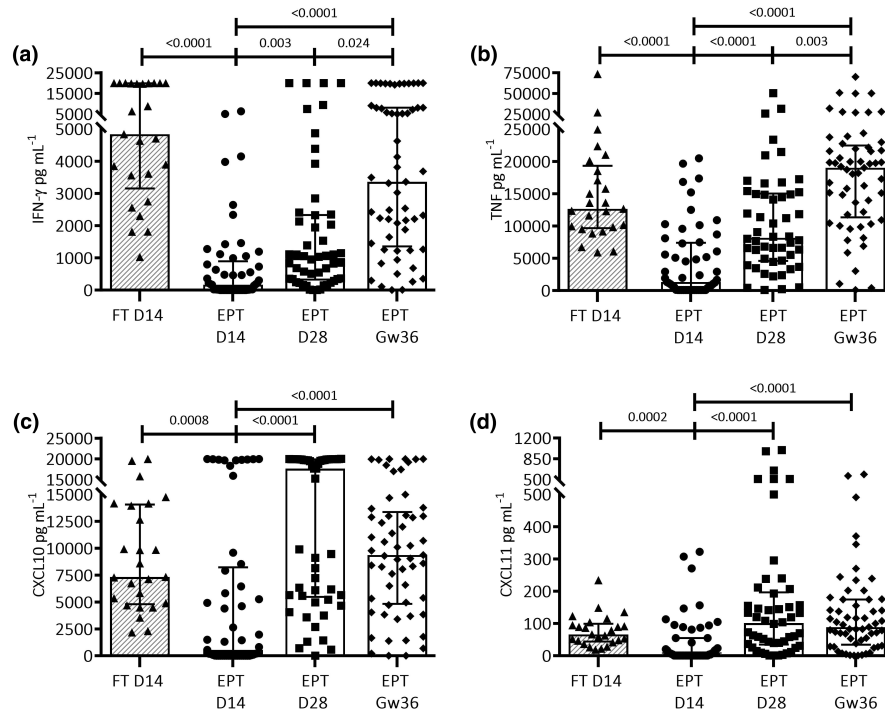 <0.0001
<0.0001 0.003 0.024
(a)
25000
20000
15000
10000
5000
5000
4000
3000
2000
1000
0
IFN-γ pg mL⁻¹
FT D14 EPT EPT EPT
D14 D28 Gw36
<0.0001
<0.0001 <0.0001 0.003
(b)
75000
50000
25000
25000
20000
15000
10000
5000
0
TNF pg mL⁻¹
FT D14 EPT EPT EPT
D14 D28 Gw36
<0.0001
0.0008 <0.0001
(c)
25000
20000
15000
15000
12500
10000
7500
5000
2500
0
CXCL10 pg mL⁻¹
FT D14 EPT EPT EPT
D14 D28 Gw36
<0.0001
0.0002 <0.0001
(d)
1200
850
500
500
400
300
200
100
0
CXCL11 pg mL⁻¹
FT D14 EPT EPT EPT
D14 D28 Gw36